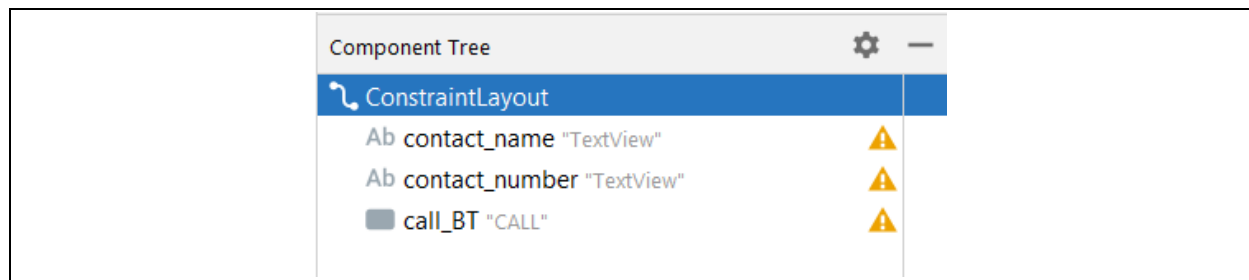 Component Tree
ConstraintLayout
Ab contact_name "TextView"
Ab contact_number "TextView"
call_BT "CALL"